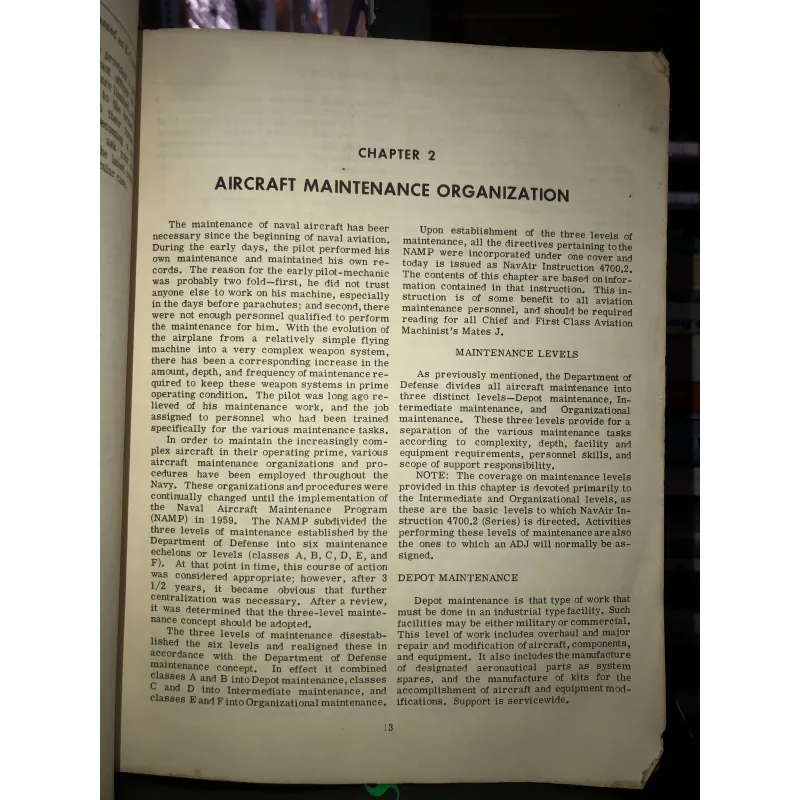 CHAPTER 2
AIRCRAFT MAINTENANCE ORGANIZATION
The maintenance of naval aircraft has been
necessary since the beginning of naval aviation.
During the early days, the pilot performed his
own maintenance and maintained his own re-
cords. The reason for the early pilot-mechanic
was probably two fold—first, he did not trust
anyone else to work on his machine, especially
in the days before parachutes; and second, there
were not enough personnel qualified to perform
the maintenance for him. With the evolution of
the airplane from a relatively simple flying
machine into a very complex weapon system,
there has been a corresponding increase in the
amount, depth, and frequency of maintenance re-
quired to keep these weapon systems in prime
operating condition. The pilot was long ago re-
lieved of his maintenance work, and the job
assigned to personnel who had been trained
specifically for the various maintenance tasks.
In order to maintain the increasingly com-
plex aircraft in their operating prime, various
aircraft maintenance organizations and pro-
cedures have been employed throughout the
Navy. These organizations and procedures were
continually changed until the implementation of
the Naval Aircraft Maintenance Program
(NAMP) in 1959. The NAMP subdivided the
three levels of maintenance established by the
Department of Defense into six maintenance
echelons or levels (classes A, B, C, D, E, and
F). At that point in time, this course of action
was considered appropriate; however, after 3
1/2 years, it became obvious that further
centralization was necessary. After a review,
it was determined that the three-level mainte-
nance concept should be adopted.
The three levels of maintenance disestab-
lished the six levels and realigned these in
accordance with the Department of Defense
maintenance concept. In effect it combined
classes A and B into Depot maintenance, classes
C and D into Intermediate maintenance, and
classes E and F into Organizational maintenance.
Upon establishment of the three levels of
maintenance, all the directives pertaining to the
NAMP were incorporated under one cover and
today is issued as NavAir Instruction 4700.2.
The contents of this chapter are based on infor-
mation contained in that instruction. This in-
struction is of some benefit to all aviation
maintenance personnel, and should be required
reading for all Chief and First Class Aviation
Machinist's Mates J.
MAINTENANCE LEVELS
As previously mentioned, the Department of
Defense divides all aircraft maintenance into
three distinct levels—Depot maintenance, In-
termediate maintenance, and Organizational
maintenance. These three levels provide for a
separation of the various maintenance tasks
according to complexity, depth, facility and
equipment requirements, personnel skills, and
scope of support responsibility.
NOTE: The coverage on maintenance levels
provided in this chapter is devoted primarily to
the Intermediate and Organizational levels, as
these are the basic levels to which NavAir In-
struction 4700.2 (Series) is directed. Activities
performing these levels of maintenance are also
the ones to which an ADJ will normally be as-
signed.
DEPOT MAINTENANCE
Depot maintenance is that type of work that
must be done in an industrial type facility. Such
facilities may be either military or commercial.
This level of work includes overhaul and major
repair and modification of aircraft, components,
and equipment. It also includes the manufacture
of designated aeronautical parts as system
spares, and the manufacture of kits for the
accomplishment of aircraft and equipment mod-
ifications. Support is servicewide.
13